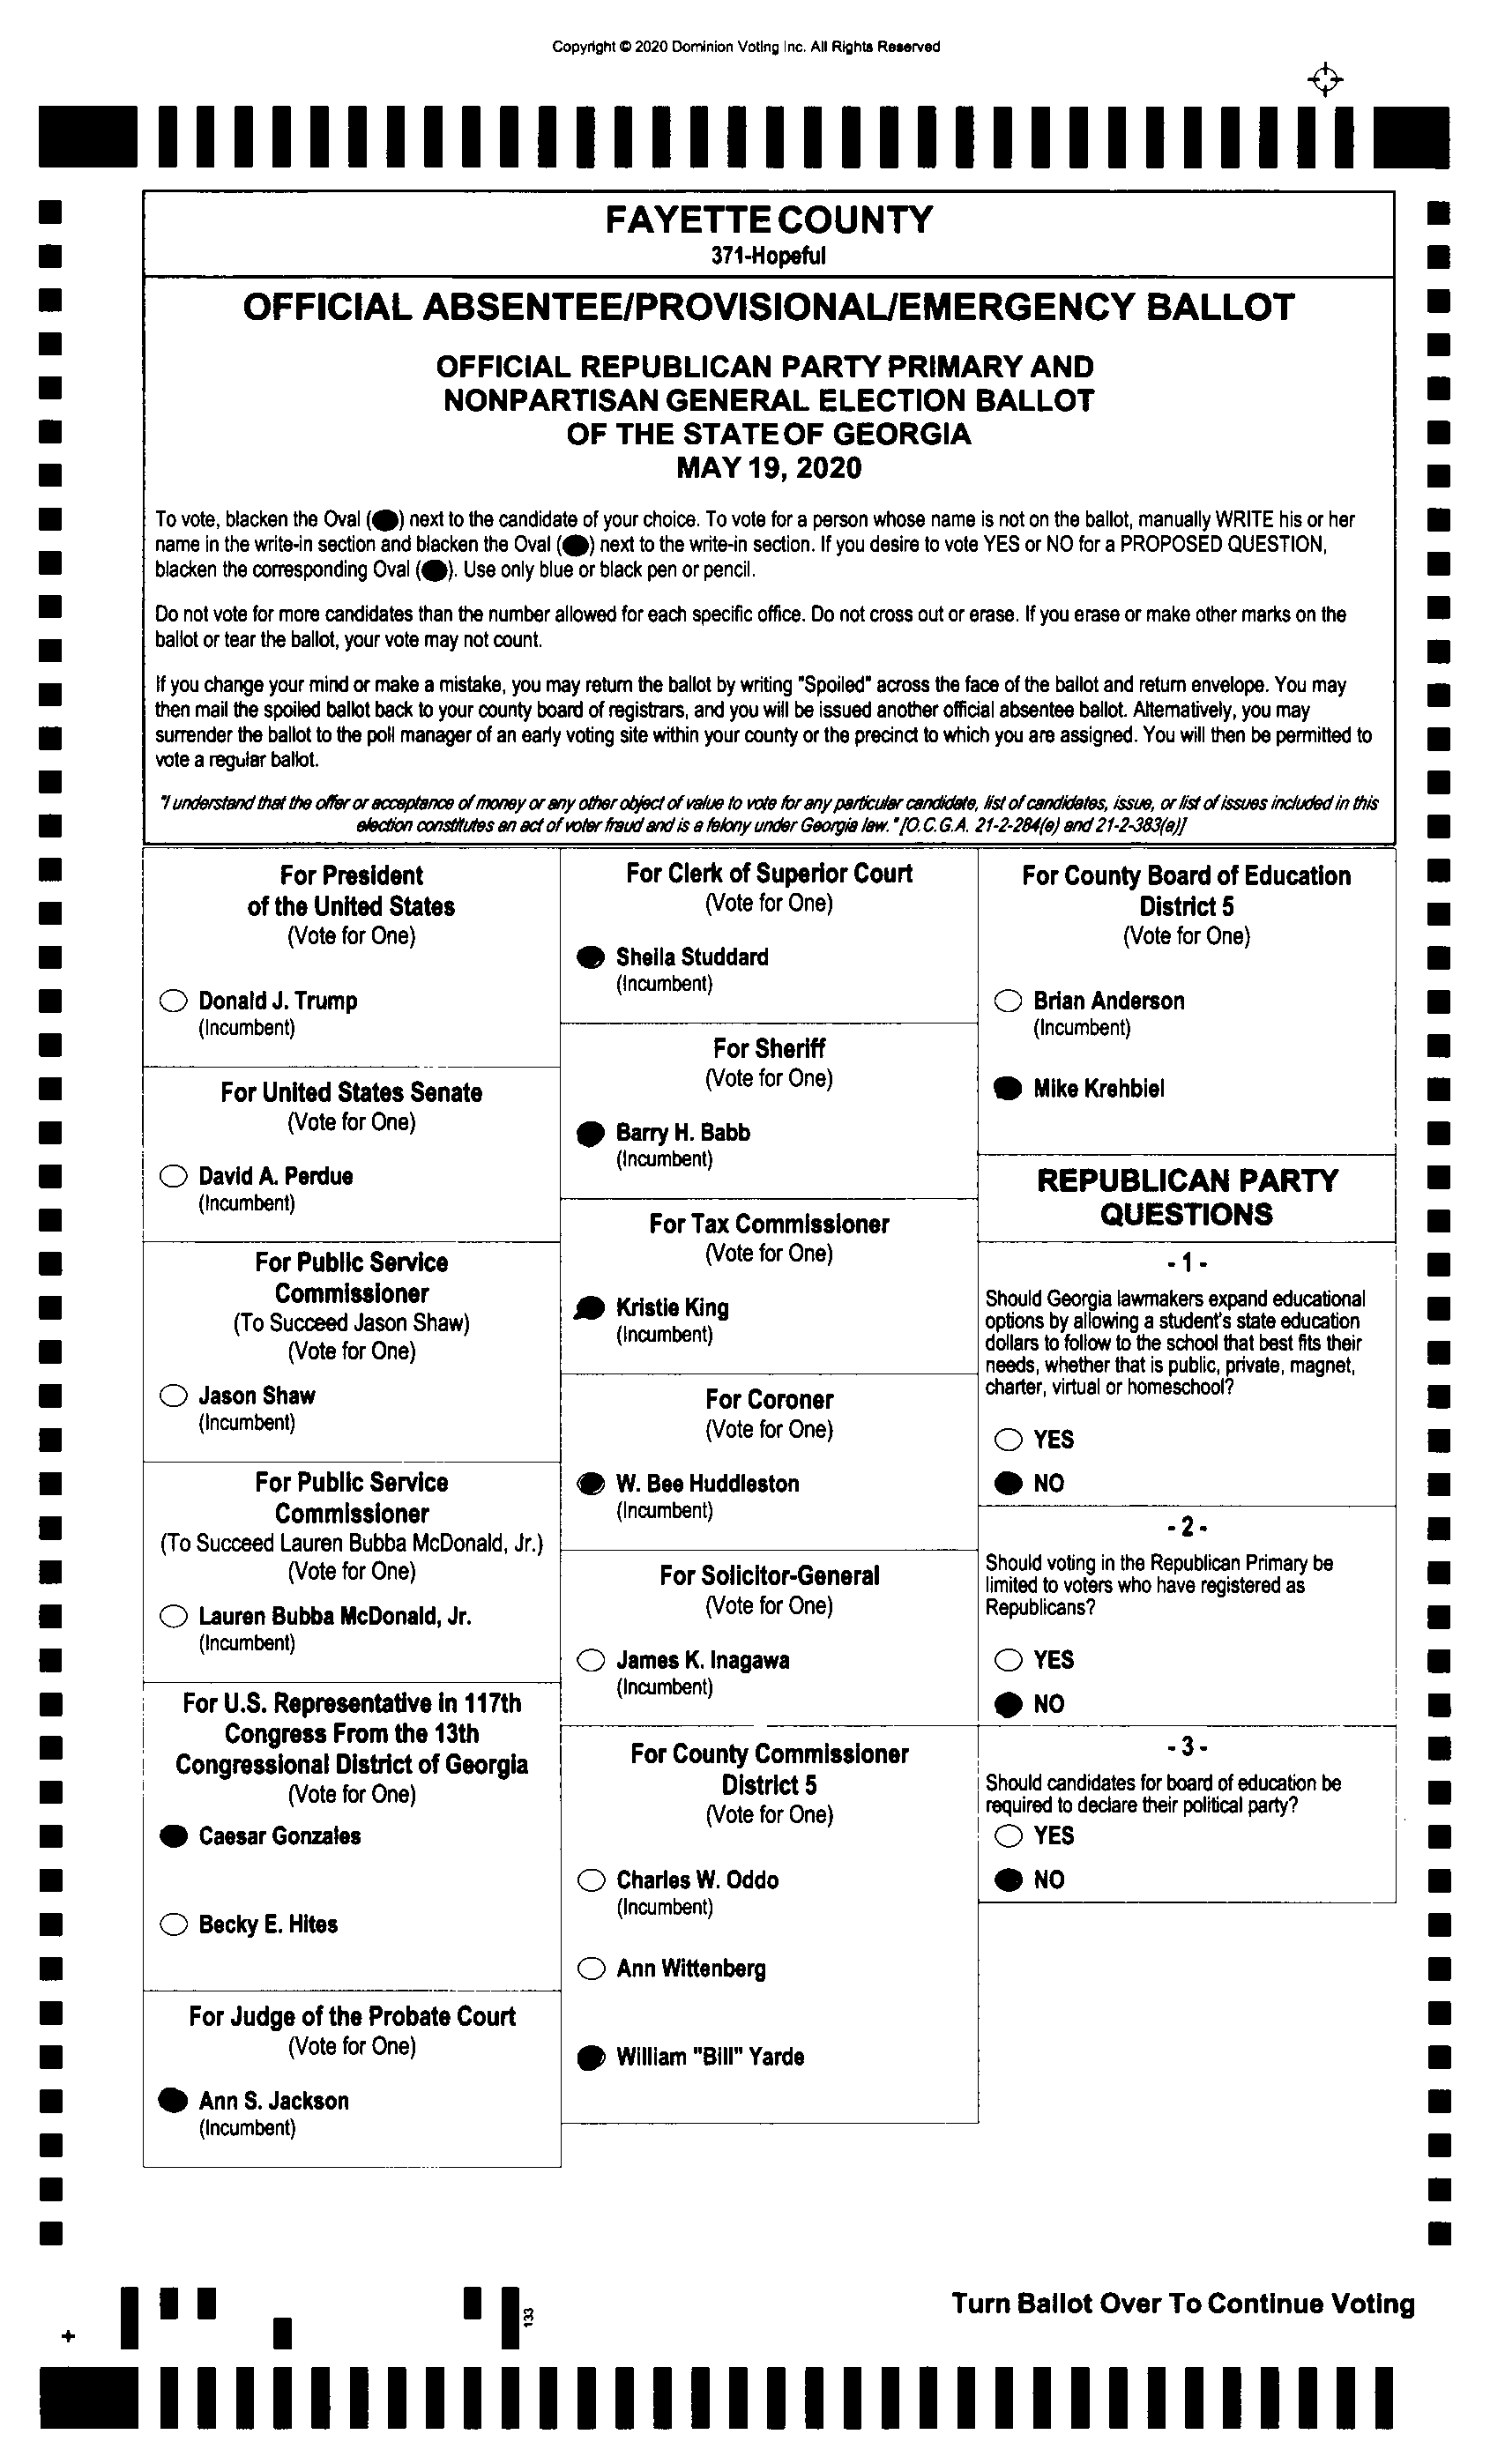 Copyright © 2020 Dominion Voting Inc. All Rights Reserved
FAYETTE COUNTY
371-Hopeful
OFFICIAL ABSENTEE/PROVISIONAL/EMERGENCY BALLOT
OFFICIAL REPUBLICAN PARTY PRIMARY AND
NONPARTISAN GENERAL ELECTION BALLOT
OF THE STATE OF GEORGIA
MAY 19, 2020
To vote, blacken the Oval (●) next to the candidate of your choice. To vote for a person whose name is not on the ballot, manually WRITE his or her
name in the write-in section and blacken the Oval (●) next to the write-in section. If you desire to vote YES or NO for a PROPOSED QUESTION,
blacken the corresponding Oval (●). Use only blue or black pen or pencil.
Do not vote for more candidates than the number allowed for each specific office. Do not cross out or erase. If you erase or make other marks on the
ballot or tear the ballot, your vote may not count.
If you change your mind or make a mistake, you may return the ballot by writing "Spoiled" across the face of the ballot and return envelope. You may
then mail the spoiled ballot back to your county board of registrars, and you will be issued another official absentee ballot. Alternatively, you may
surrender the ballot to the poll manager of an early voting site within your county or the precinct to which you are assigned. You will then be permitted to
vote a regular ballot.
"I understand that the offer or acceptance of money or any other object of value to vote for any particular candidate, list of candidates, issue, or list of issues included in this
election constitutes an act of voter fraud and is a felony under Georgia law." [O.C.G.A. 21-2-284(e) and 21-2-383(a)]
For President
of the United States
(Vote for One)
Donald J. Trump
(Incumbent)
For United States Senate
(Vote for One)
David A. Perdue
(Incumbent)
For Public Service
Commissioner
(To Succeed Jason Shaw)
(Vote for One)
Jason Shaw
(Incumbent)
For Public Service
Commissioner
(To Succeed Lauren Bubba McDonald, Jr.)
(Vote for One)
Lauren Bubba McDonald, Jr.
(Incumbent)
For U.S. Representative in 117th
Congress From the 13th
Congressional District of Georgia
(Vote for One)
Caesar Gonzales
Becky E. Hites
For Judge of the Probate Court
(Vote for One)
Ann S. Jackson
(Incumbent)
For Clerk of Superior Court
(Vote for One)
Sheila Studdard
(Incumbent)
For Sheriff
(Vote for One)
Barry H. Babb
(Incumbent)
For Tax Commissioner
(Vote for One)
Kristie King
(Incumbent)
For Coroner
(Vote for One)
W. Bee Huddleston
(Incumbent)
For Solicitor-General
(Vote for One)
James K. Inagawa
(Incumbent)
For County Commissioner
District 5
(Vote for One)
Charles W. Oddo
(Incumbent)
Ann Wittenberg
William "Bill" Yarde
For County Board of Education
District 5
(Vote for One)
Brian Anderson
(Incumbent)
Mike Krehbiel
REPUBLICAN PARTY
QUESTIONS
- 1 -
Should Georgia lawmakers expand educational
options by allowing a student's state education
dollars to follow to the school that best fits their
needs, whether that is public, private, magnet,
charter, virtual or homeschool?
YES
NO
- 2 -
Should voting in the Republican Primary be
limited to voters who have registered as
Republicans?
YES
NO
- 3 -
Should candidates for board of education be
required to declare their political party?
YES
NO
133
Turn Ballot Over To Continue Voting